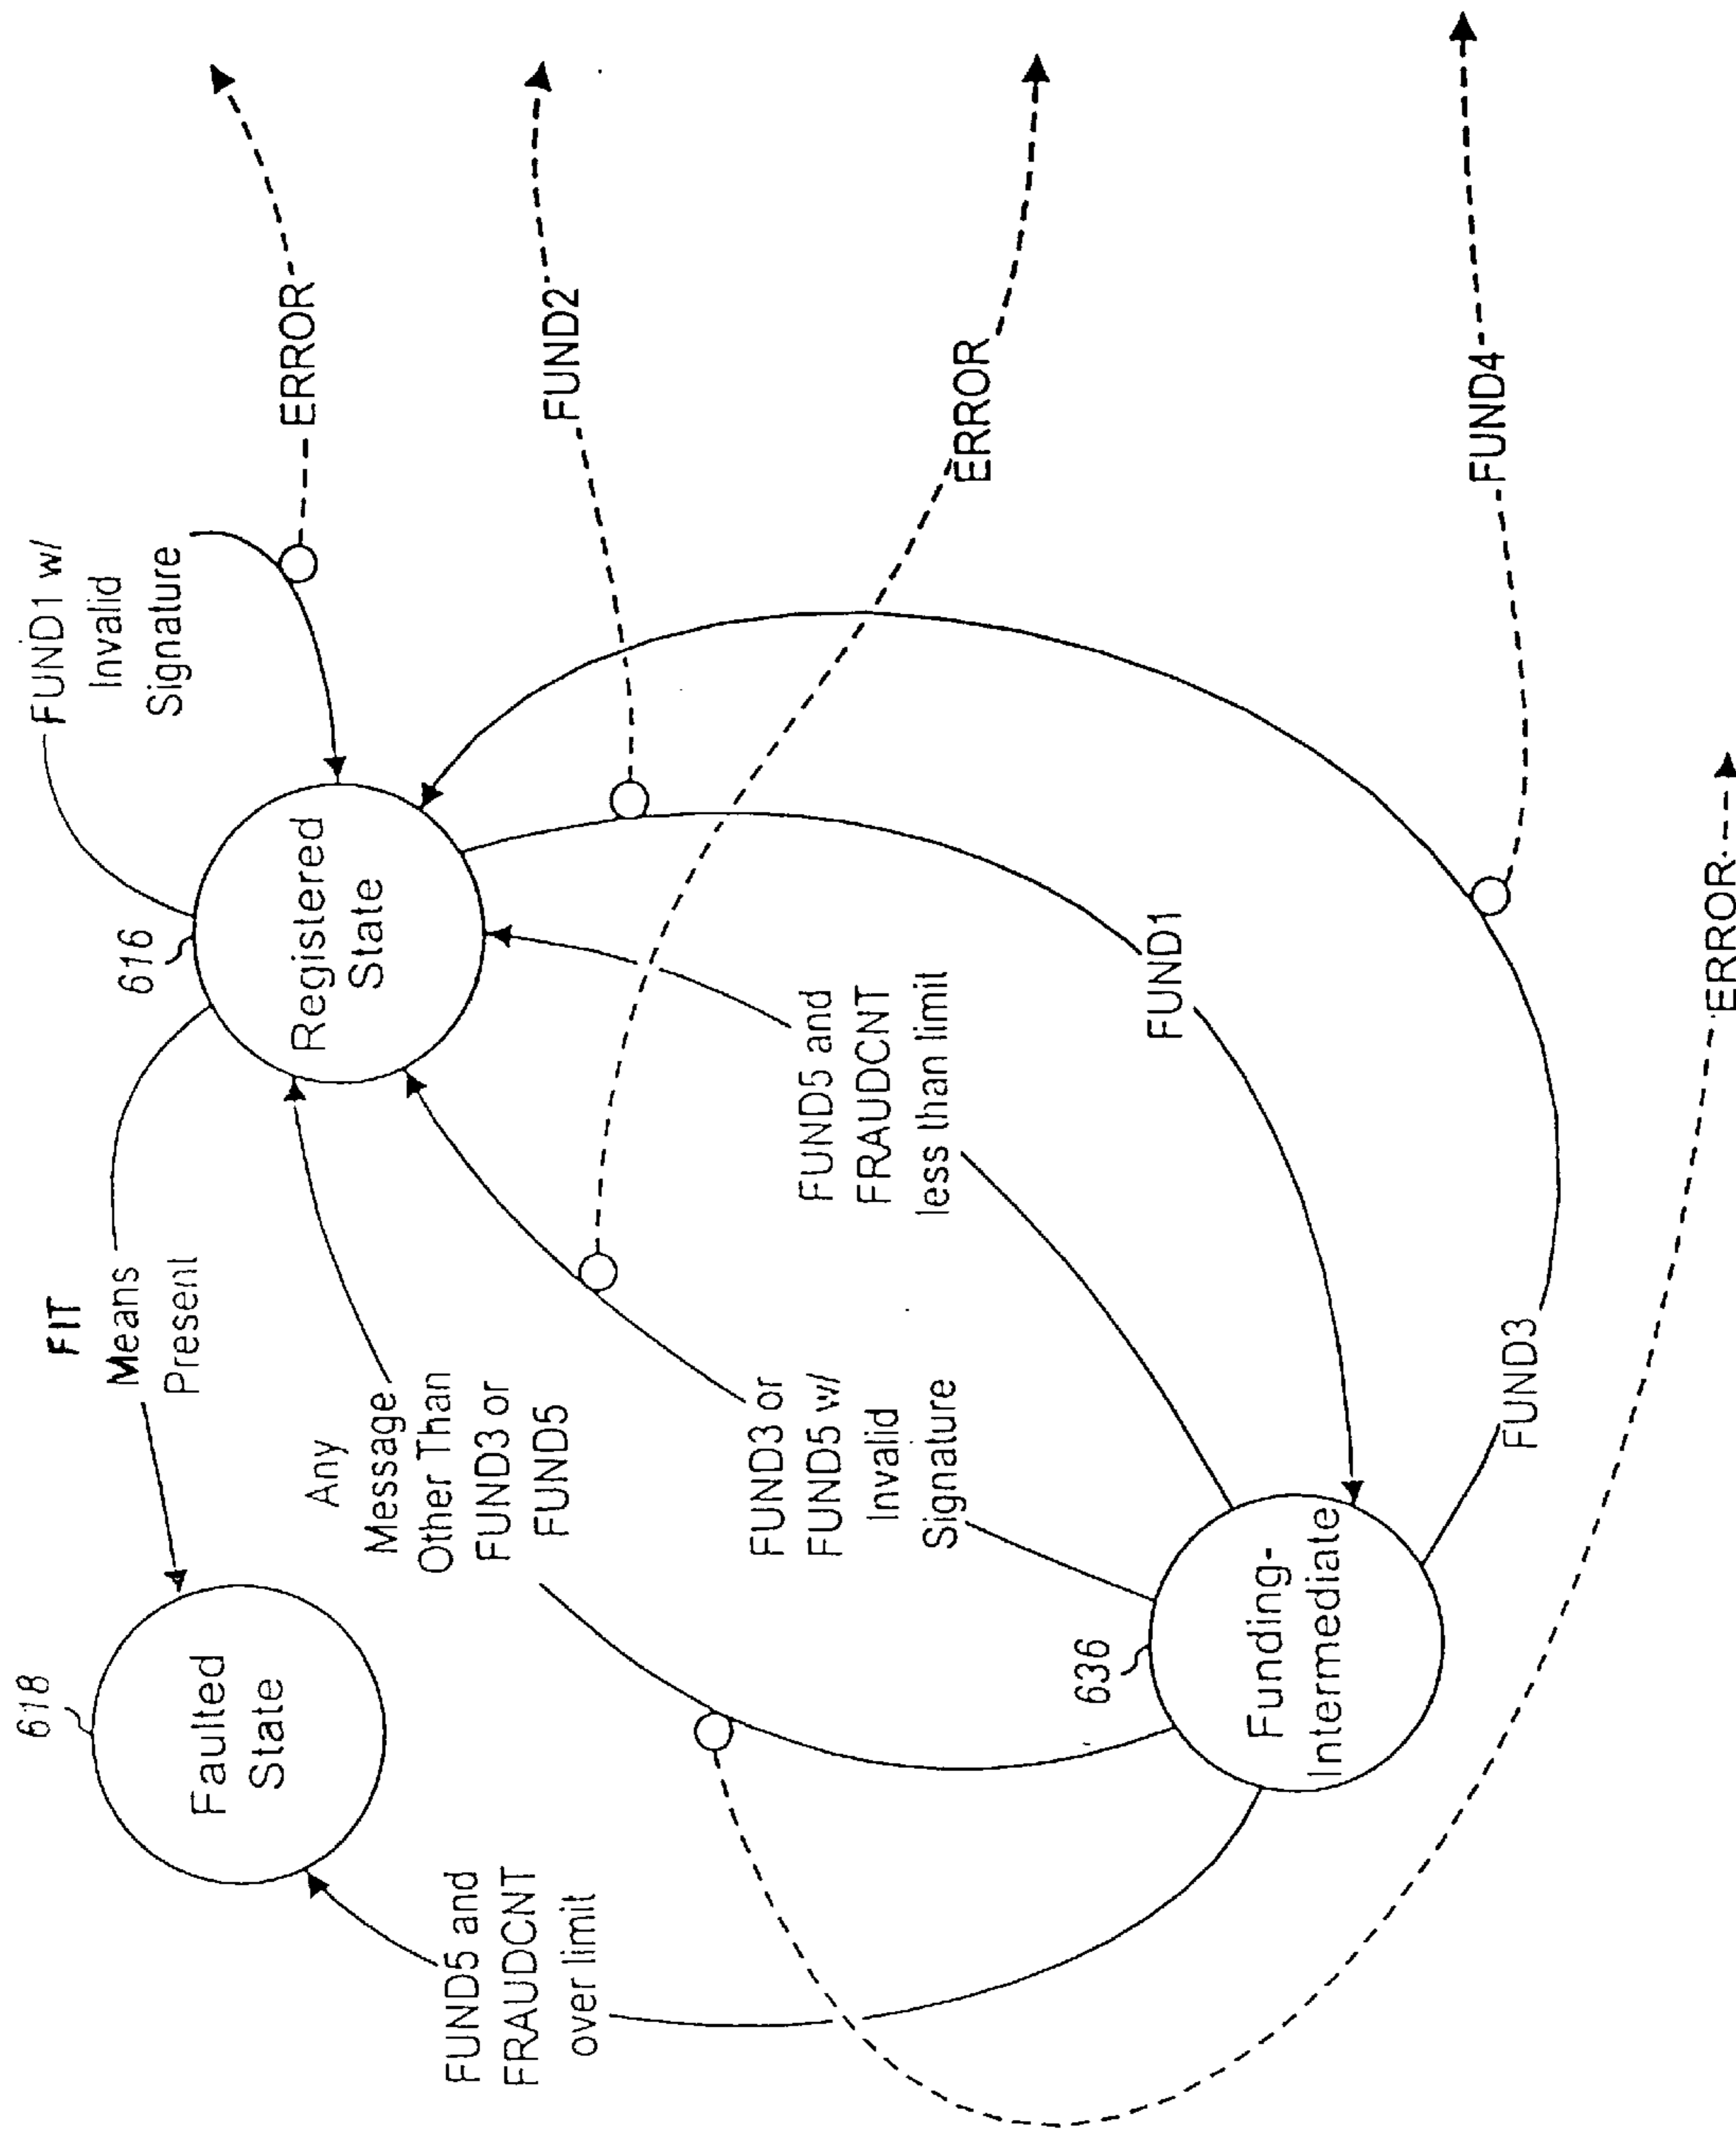 618
FIT
Means
Present
616
FUND1 w/
Invalid
Signature
Faulted
State
Registered
State
ERROR
Any
Message
Other Than
FUND3 or
FUND5
FUND5 and
FRAUDCNT
over limit
FUND2
FUND3 or
FUND5 w/
Invalid
Signature
FUND5 and
FRAUDCNT
less than limit
ERROR
636
Funding-
Intermediate
FUND1
FUND4
FUND3
ERROR